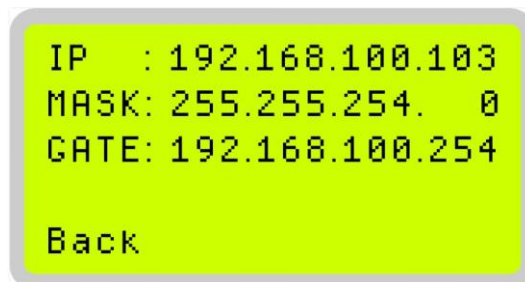 IP  : 192.168.100.103
MASK: 255.255.254.  0
GATE: 192.168.100.254
Back